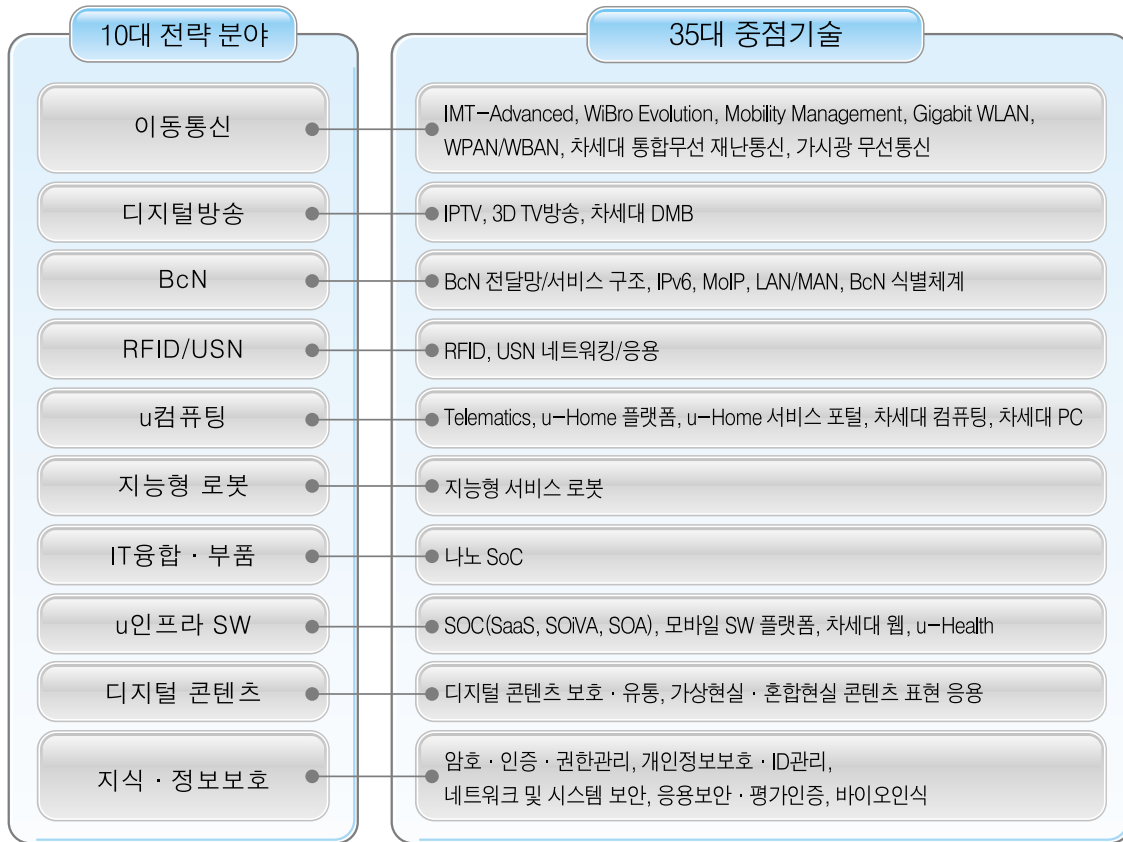 10대 전략 분야
35대 중점기술
이동통신
IMT-Advanced, WiBro Evolution, Mobility Management, Gigabit WLAN,
WPAN/WBAN, 차세대 통합무선 재난통신, 가시광 무선통신
디지털방송
IPTV, 3D TV방송, 차세대 DMB
BcN
BcN 전달망/서비스 구조, IPv6, MoIP, LAN/MAN, BcN 식별체계
RFID/USN
RFID, USN 네트워킹/응용
u컴퓨팅
Telematics, u-Home 플랫폼, u-Home 서비스 포털, 차세대 컴퓨팅, 차세대 PC
지능형 로봇
지능형 서비스 로봇
IT융합 · 부품
나노 SoC
u인프라 SW
SOC(SaaS, SOiVA, SOA), 모바일 SW 플랫폼, 차세대 웹, u-Health
디지털 콘텐츠
디지털 콘텐츠 보호 · 유통, 가상현실 · 혼합현실 콘텐츠 표현 응용
지식 · 정보보호
암호 · 인증 · 권한관리, 개인정보보호 · ID관리,
네트워크 및 시스템 보안, 응용보안 · 평가인증, 바이오인식